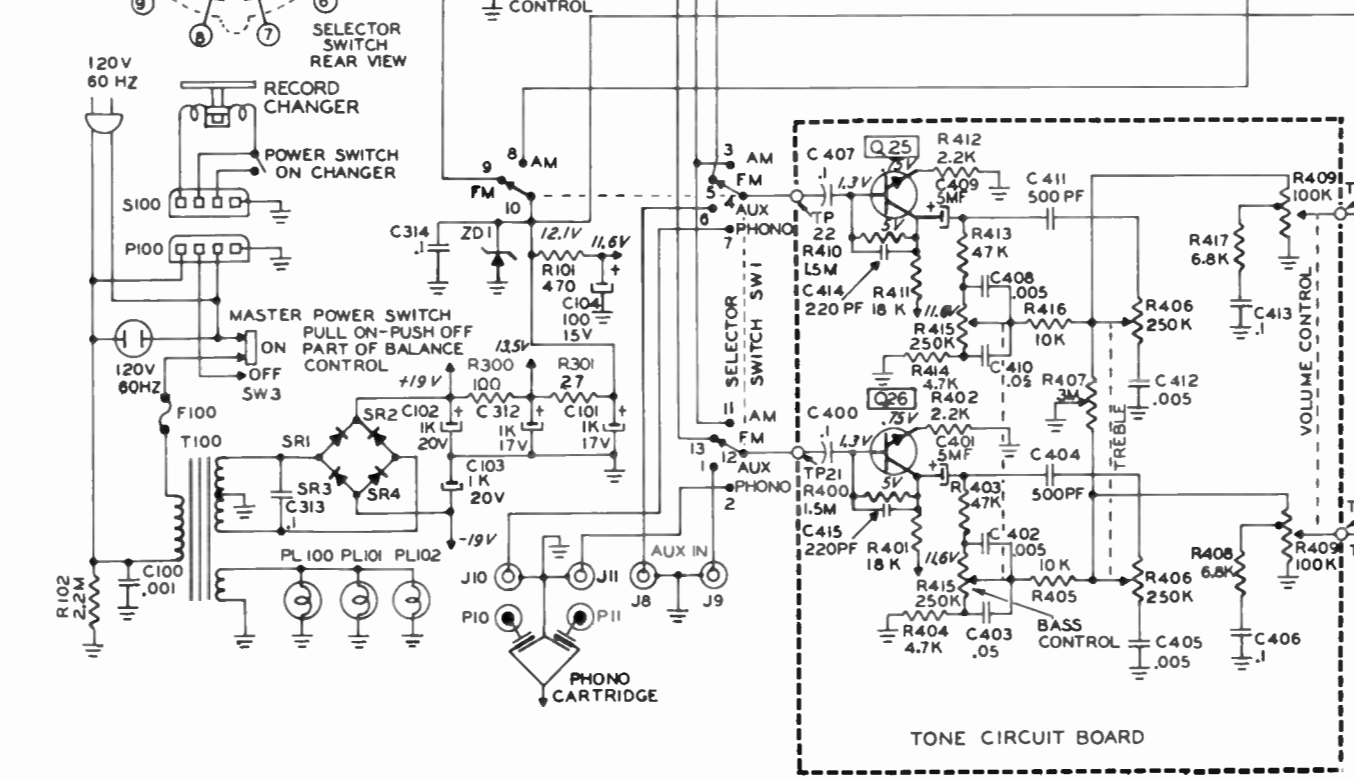 CONTROL
9
8
7
6
SELECTOR
SWITCH
REAR VIEW
120V
60 HZ
RECORD
CHANGER
POWER SWITCH
ON CHANGER
S100
P100
MASTER POWER SWITCH
PULL ON-PUSH OFF
PART OF BALANCE
CONTROL
ON
OFF
SW3
120V
60HZ
F100
T100
R102
2.2M
C100
.001
SR1
SR2
SR3
SR4
C313
.1
PL100
PL101
PL102
8
AM
9
FM
10
C314
.1
ZD1
12.1V
11.6V
R101
470
C104
100
15V
13.5V
+19V
R300
100
R301
27
C102
1K
20V
C312
1K
17V
C101
1K
17V
C103
1K
20V
-19V
J10
J11
P10
P11
PHONO
CARTRIDGE
AUX IN
J8
J9
3
AM
FM
5
4
AUX
6
PHONO
7
SELECTOR
SWITCH SW1
11
AM
FM
13
12
AUX
1
PHONO
2
C407
.1
1.3V
TP
22
Q25
.75V
R412
2.2K
C409
5MF
5V
R410
1.5M
C414
220 PF
R411
18 K
C411
500 PF
R413
47K
C408
.005
11.6V
R415
250K
R416
10K
R414
4.7K
C410
.05
R406
250K
R407
3M
C412
.005
TREBLE
R409
100K
R417
6.8K
C413
.1
VOLUME CONTROL
C400
.1
1.3V
TP21
Q26
.75V
R402
2.2K
C401
5MF
5V
R400
1.5M
C415
220PF
R401
18K
C404
500PF
R403
47K
C402
.005
11.6V
R415
250K
10K
R405
R404
4.7K
C403
.05
BASS
CONTROL
R406
250K
C405
.005
R408
6.8K
R409
100K
C406
.1
T
T
T
TONE CIRCUIT BOARD